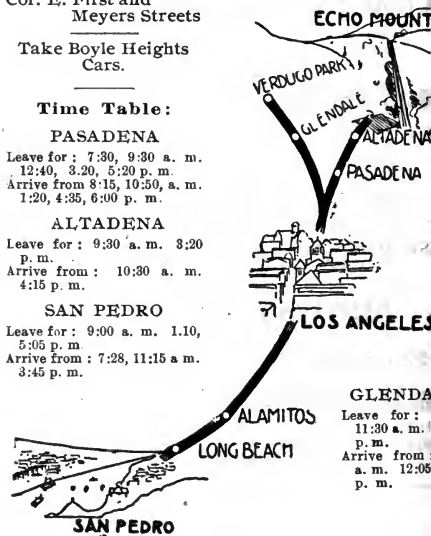 Cor. E. First and
Meyers Streets
Take Boyle Heights
Cars.
Time Table:
PASADENA
Leave for : 7:30, 9:30 a. m.
12:40, 3.20, 5:20 p. m.
Arrive from 8·15, 10:50, a. m.
1:20, 4:35, 6:00 p. m.
ALTADENA
Leave for : 9:30 a. m. 3:20
p. m.
Arrive from : 10:30 a. m.
4:15 p. m.
SAN PEDRO
Leave for : 9:00 a. m. 1.10,
5:05 p. m.
Arrive from : 7:28, 11:15 a m.
3:45 p. m.
ECHO MOUNT
VERDUGO PARK
GLENDALE
ALTADENA
PASADENA
LOS ANGELES
ALAMITOS
LONG BEACH
SAN PEDRO
GLENDA
Leave for :
11:30 a. m.
p. m.
Arrive from :
a. m. 12:05
p. m.